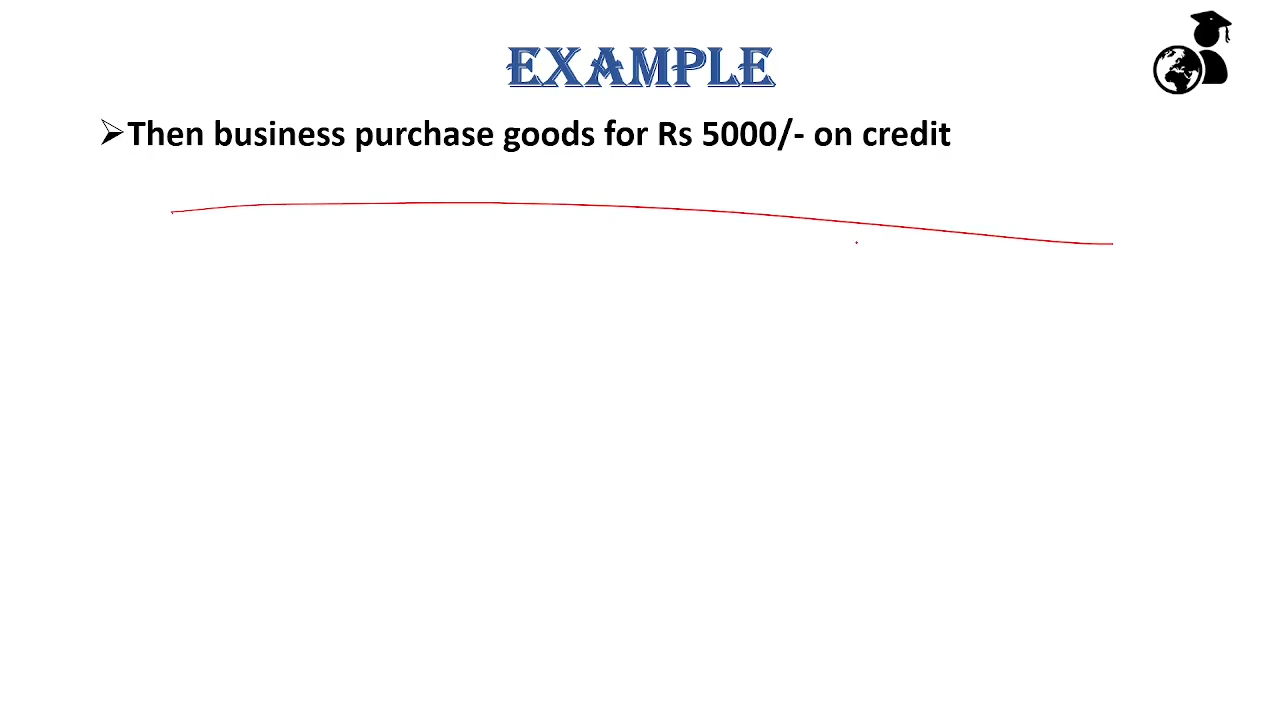 EXAMPLE
➢Then business purchase goods for Rs 5000/- on credit